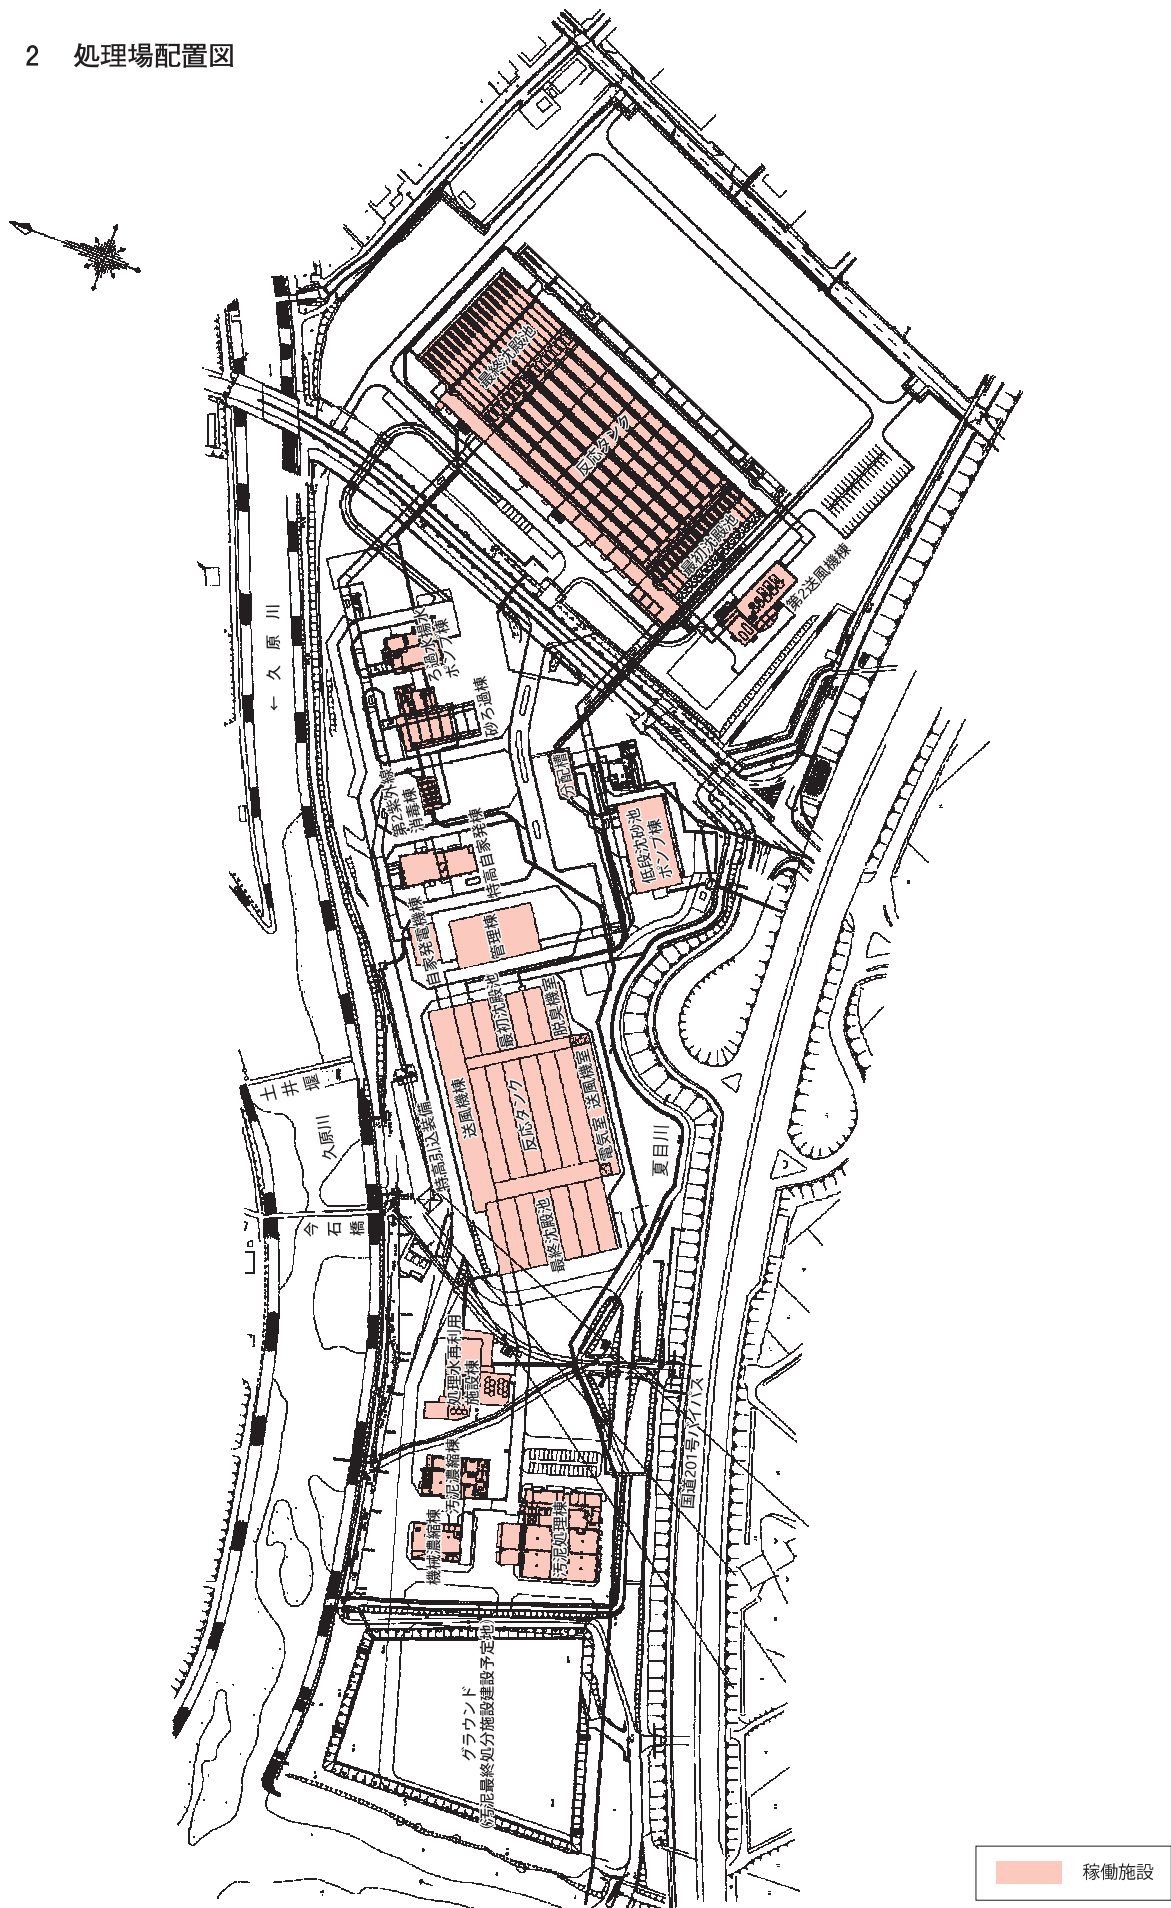 2 処理場配置図
最終沈殿池
反応タンク
最初沈殿池
第2送風機棟
← 久原川
ろ過水揚水
ポンプ棟
砂ろ過棟
分配槽
第2紫外線
消毒棟
特高自家発棟
低段沈砂池
ポンプ棟
自家発電機棟
管理棟
最初沈殿池
脱臭機室
送風機棟
反応タンク
電気室 送風機室
最終沈殿池
特高引込装備
土井堰
久原川
今石橋
夏目川
処理水再利用
施設棟
国道201号バイパス
汚泥濃縮棟
機械濃縮棟
汚泥処理棟
グラウンド
(汚泥最終処分施設建設予定地)
稼働施設